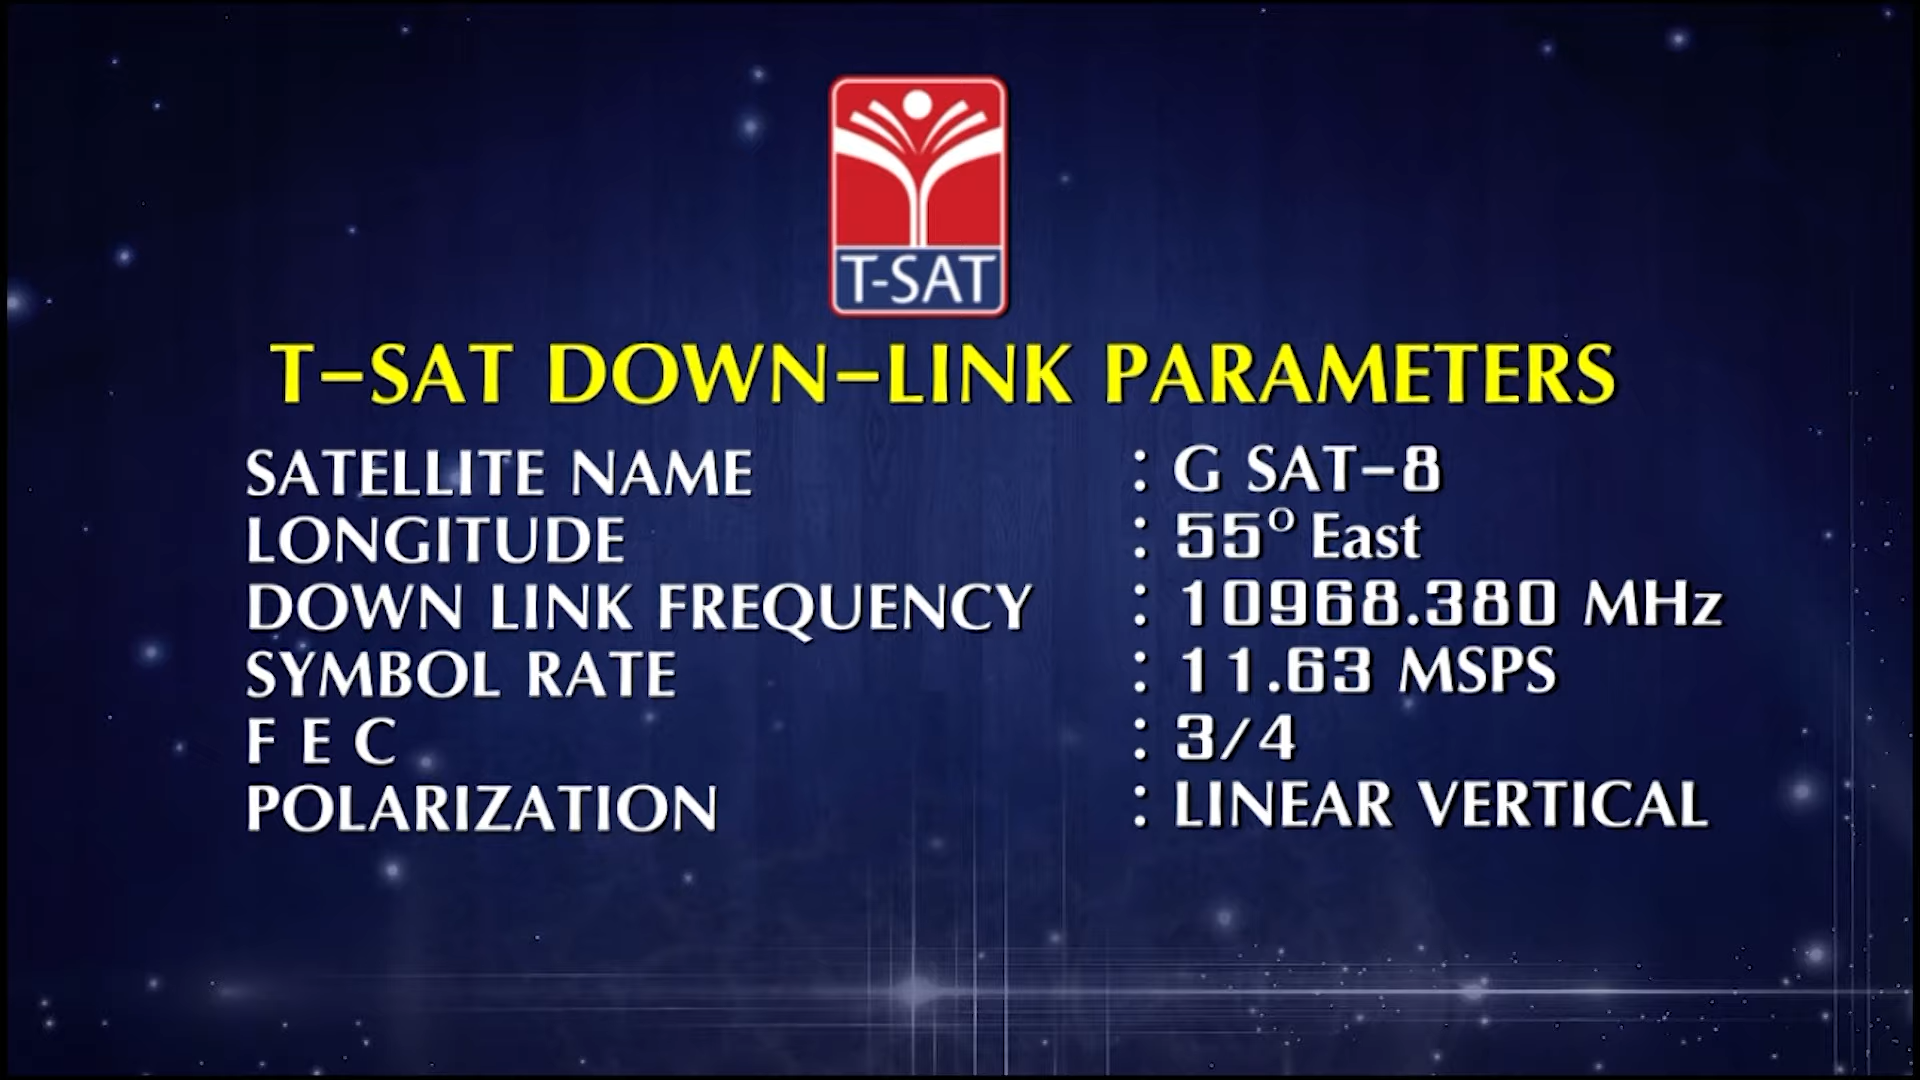 T-SAT
T-SAT DOWN-LINK PARAMETERS
SATELLITE NAME : G SAT-8
LONGITUDE : 55° East
DOWN LINK FREQUENCY : 10968.380 MHz
SYMBOL RATE : 11.63 MSPS
F E C : 3/4
POLARIZATION : LINEAR VERTICAL